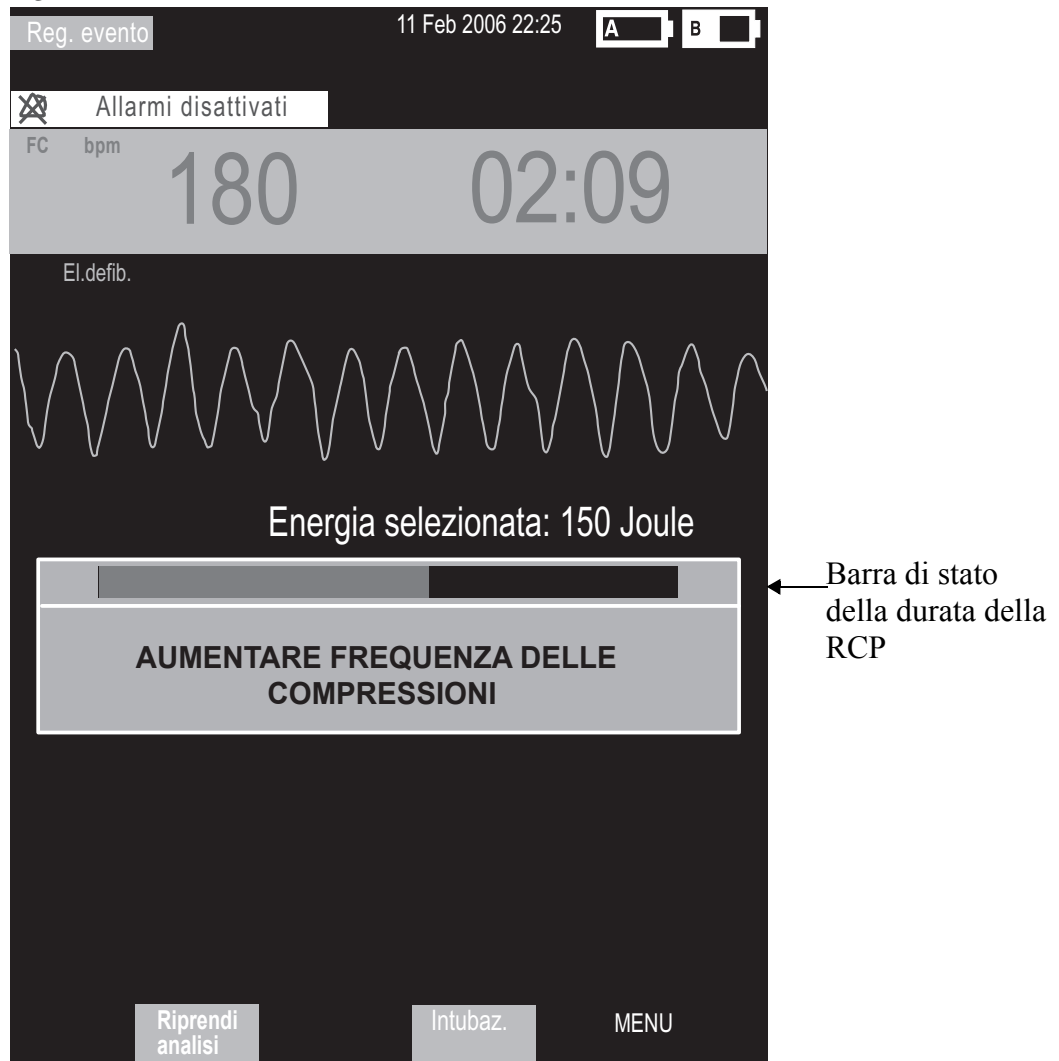 Reg. evento 11 Feb 2006 22:25 A B
Allarmi disattivati
FC bpm 180 02:09
El.defib.
Energia selezionata: 150 Joule
Barra di stato
della durata della
RCP
AUMENTARE FREQUENZA DELLE
COMPRESSIONI
Riprendi
analisi
Intubaz.
MENU